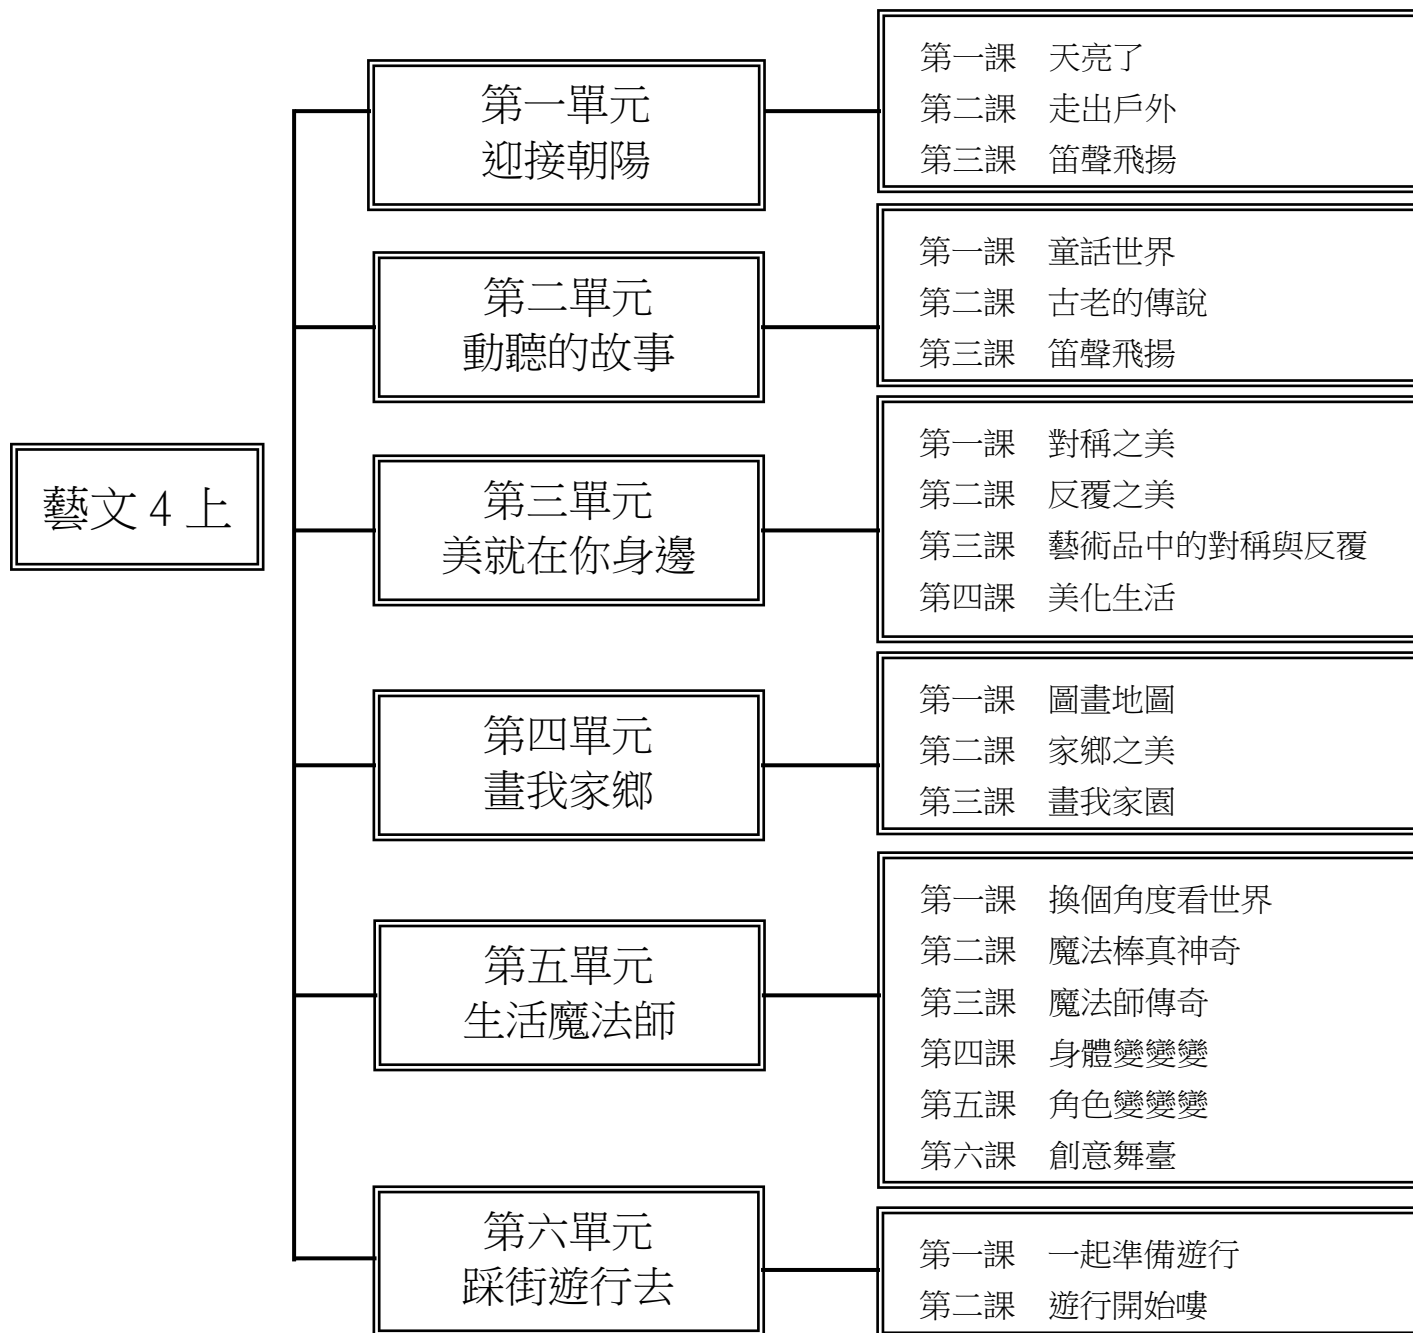 藝文 4 上
第一單元
迎接朝陽
第一課 天亮了
第二課 走出戶外
第三課 笛聲飛揚
第二單元
動聽的故事
第一課 童話世界
第二課 古老的傳說
第三課 笛聲飛揚
第三單元
美就在你身邊
第一課 對稱之美
第二課 反覆之美
第三課 藝術品中的對稱與反覆
第四課 美化生活
第四單元
畫我家鄉
第一課 圖畫地圖
第二課 家鄉之美
第三課 畫我家園
第五單元
生活魔法師
第一課 換個角度看世界
第二課 魔法棒真神奇
第三課 魔法師傳奇
第四課 身體變變變
第五課 角色變變變
第六課 創意舞臺
第六單元
踩街遊行去
第一課 一起準備遊行
第二課 遊行開始嘍